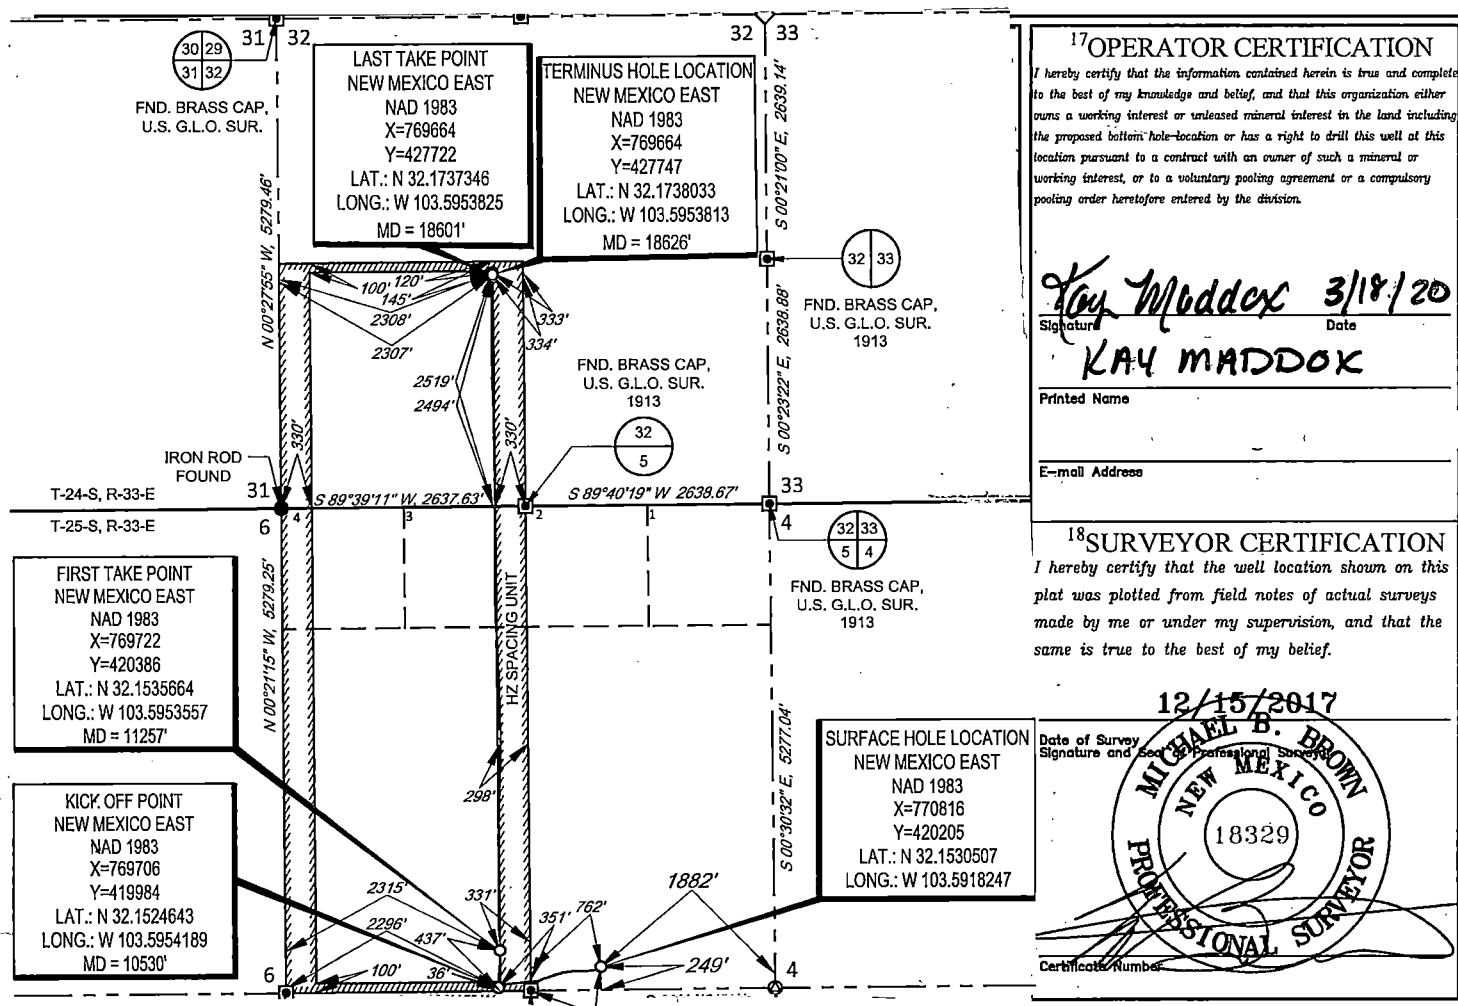 31 32
32 33
30 29
31 32
FND. BRASS CAP,
U.S. G.L.O. SUR.
LAST TAKE POINT
NEW MEXICO EAST
NAD 1983
X=769664
Y=427722
LAT.: N 32.1737346
LONG.: W 103.5953825
MD = 18601'
TERMINUS HOLE LOCATION
NEW MEXICO EAST
NAD 1983
X=769664
Y=427747
LAT.: N 32.1738033
LONG.: W 103.5953813
MD = 18626'
S 00°21'00" E, 2639.14'
N 00°27'55" W, 5279.46'
32 33
FND. BRASS CAP,
U.S. G.L.O. SUR.
1913
100' 120'
145'
2308'
2307'
333'
334'
S 00°23'22" E, 2638.88'
FND. BRASS CAP,
U.S. G.L.O. SUR.
1913
32
5
2519'
2494'
330'
330'
IRON ROD
FOUND
T-24-S, R-33-E
31
S 89°39'11" W, 2637.63'
S 89°40'19" W 2638.67'
33
T-25-S, R-33-E
6
4
3
2
1
4
32 33
5 4
FND. BRASS CAP,
U.S. G.L.O. SUR.
1913
FIRST TAKE POINT
NEW MEXICO EAST
NAD 1983
X=769722
Y=420386
LAT.: N 32.1535664
LONG.: W 103.5953557
MD = 11257'
N 00°21'15" W, 5279.25'
HZ SPACING UNIT
298'
S 00°30'32" E, 5277.04'
KICK OFF POINT
NEW MEXICO EAST
NAD 1983
X=769706
Y=419984
LAT.: N 32.1524643
LONG.: W 103.5954189
MD = 10530'
SURFACE HOLE LOCATION
NEW MEXICO EAST
NAD 1983
X=770816
Y=420205
LAT.: N 32.1530507
LONG.: W 103.5918247
2315'
2296'
437'
331'
351'
762'
1882'
249'
100'
36'
6
4
17 OPERATOR CERTIFICATION
I hereby certify that the information contained herein is true and complete
to the best of my knowledge and belief, and that this organization either
owns a working interest or unleased mineral interest in the land including
the proposed bottom hole location or has a right to drill this well at this
location pursuant to a contract with an owner of such a mineral or
working interest, or to a voluntary pooling agreement or a compulsory
pooling order heretofore entered by the division.
Kay Maddox 3/18/20
Signature Date
KAY MADDOX
Printed Name
E-mail Address
18 SURVEYOR CERTIFICATION
I hereby certify that the well location shown on this
plat was plotted from field notes of actual surveys
made by me or under my supervision, and that the
same is true to the best of my belief.
12/15/2017
Date of Survey
Signature and Seal of Professional Surveyor
MICHAEL B. BROWN
NEW MEXICO
18329
PROFESSIONAL SURVEYOR
Certificate Number